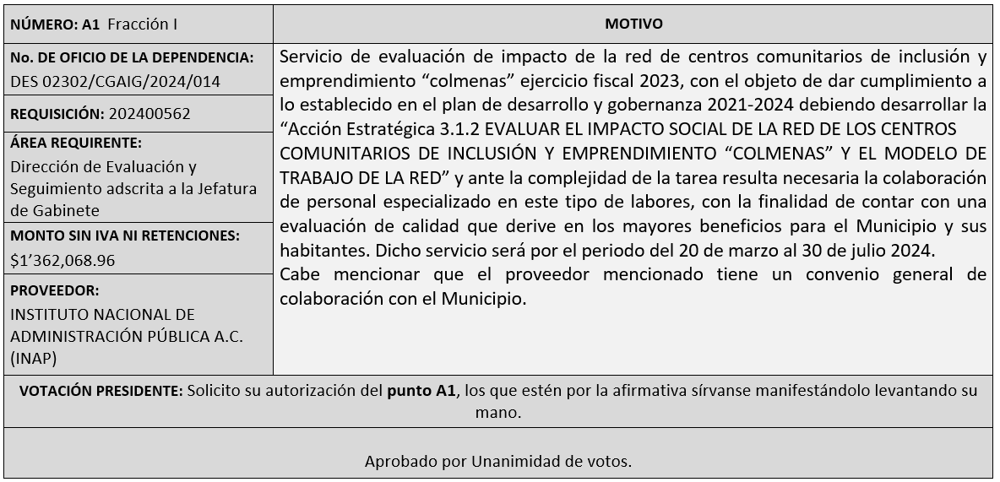 NÚMERO: A1 Fracción I
No. DE OFICIO DE LA DEPENDENCIA:
DES 02302/CGAIG/2024/014
REQUISICIÓN: 202400562
ÁREA REQUIRENTE:
Dirección de Evaluación y
Seguimiento adscrita a la Jefatura
de Gabinete
MONTO SIN IVA NI RETENCIONES:
$1’362,068.96
PROVEEDOR:
INSTITUTO NACIONAL DE
ADMINISTRACIÓN PÚBLICA A.C.
(INAP)
MOTIVO
Servicio de evaluación de impacto de la red de centros comunitarios de inclusión y
emprendimiento “colmenas” ejercicio fiscal 2023, con el objeto de dar cumplimiento a
lo establecido en el plan de desarrollo y gobernanza 2021-2024 debiendo desarrollar la
“Acción Estratégica 3.1.2 EVALUAR EL IMPACTO SOCIAL DE LA RED DE LOS CENTROS
COMUNITARIOS DE INCLUSIÓN Y EMPRENDIMIENTO “COLMENAS” Y EL MODELO DE
TRABAJO DE LA RED” y ante la complejidad de la tarea resulta necesaria la colaboración
de personal especializado en este tipo de labores, con la finalidad de contar con una
evaluación de calidad que derive en los mayores beneficios para el Municipio y sus
habitantes. Dicho servicio será por el periodo del 20 de marzo al 30 de julio 2024.
Cabe mencionar que el proveedor mencionado tiene un convenio general de
colaboración con el Municipio.
VOTACIÓN PRESIDENTE: Solicito su autorización del punto A1, los que estén por la afirmativa sírvanse manifestándolo levantando su
mano.
Aprobado por Unanimidad de votos.